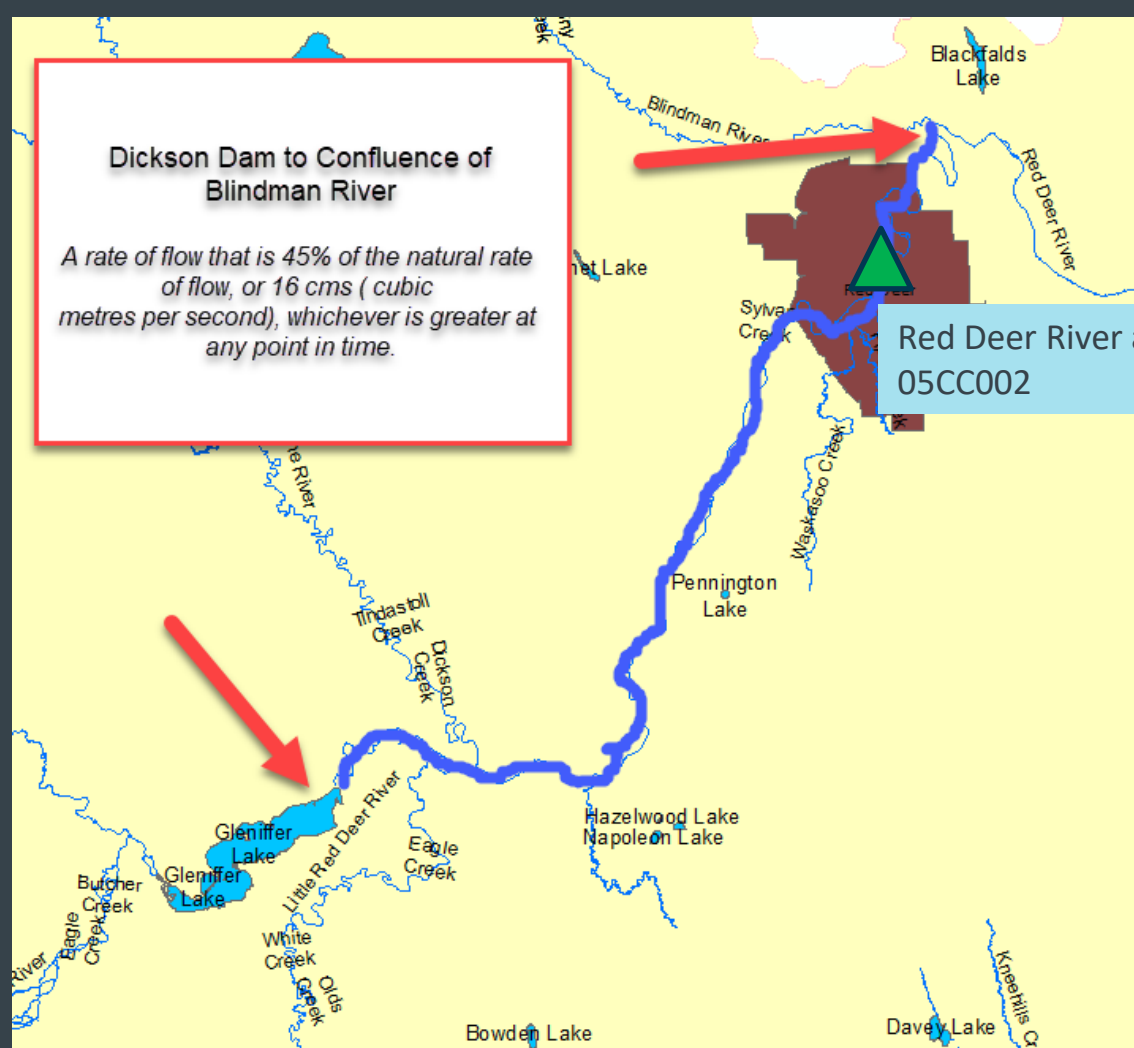 Blackfalds
Lake
Blindman River
Red Deer River
Dickson Dam to Confluence of
Blindman River
A rate of flow that is 45% of the natural rate
of flow, or 16 cms ( cubic
metres per second), whichever is greater at
any point in time.
Lake
Sylvan
Creek
Red Deer
Red Deer River
05CC002
Waskasoo Creek
River
Pennington
Lake
Tindastoll
Creek
Dickson
Creek
Hazelwood Lake
Napoleon Lake
Gleniffer
Lake
Gleniffer
Lake
Little Red Deer River
Eagle
Creek
Butcher
Creek
Eagle
Creek
River
White
Creek
Olds
Creek
Bowden Lake
Davey Lake
Kneehills